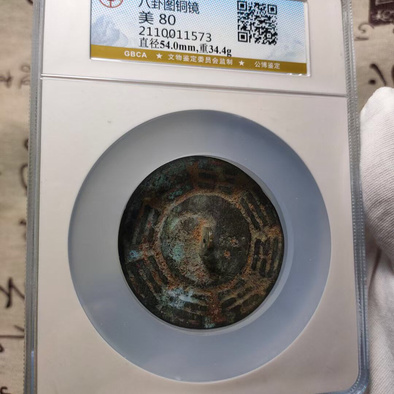 八卦图铜镜
美 80
2110011573
直径54.0mm,重34.4g
GBCA ★ 文物鉴定委员会监制 ★ 公博鉴定